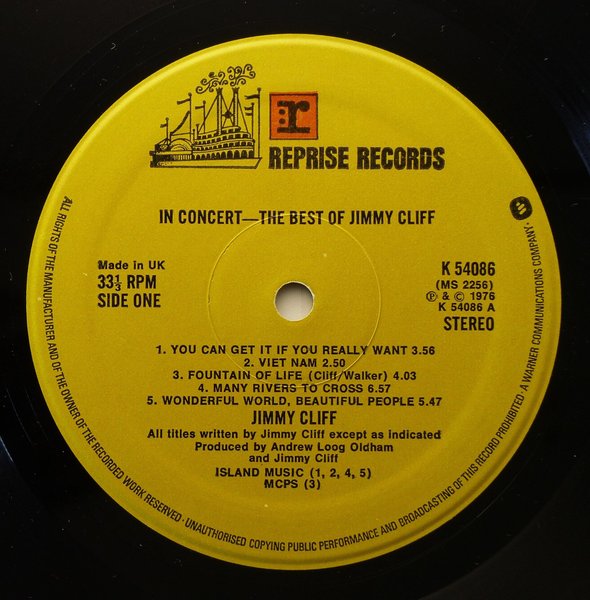 r
REPRISE RECORDS
IN CONCERT—THE BEST OF JIMMY CLIFF
Made in UK
33⅓ RPM
SIDE ONE
K 54086
(MS 2256)
Ⓟ & © 1976
K 54086 A
STEREO
1. YOU CAN GET IT IF YOU REALLY WANT 3.56
2. VIET NAM 2.50
3. FOUNTAIN OF LIFE (Cliff/Walker) 4.03
4. MANY RIVERS TO CROSS 6.57
5. WONDERFUL WORLD, BEAUTIFUL PEOPLE 5.47
JIMMY CLIFF
All titles written by Jimmy Cliff except as indicated
Produced by Andrew Loog Oldham
and Jimmy Cliff
ISLAND MUSIC (1, 2, 4, 5)
MCPS (3)
ALL RIGHTS OF THE MANUFACTURER AND OF THE OWNER OF THE RECORDED WORK RESERVED · UNAUTHORISED COPYING PUBLIC PERFORMANCE AND BROADCASTING OF THIS RECORD PROHIBITED · A WARNER COMMUNICATIONS COMPANY ·